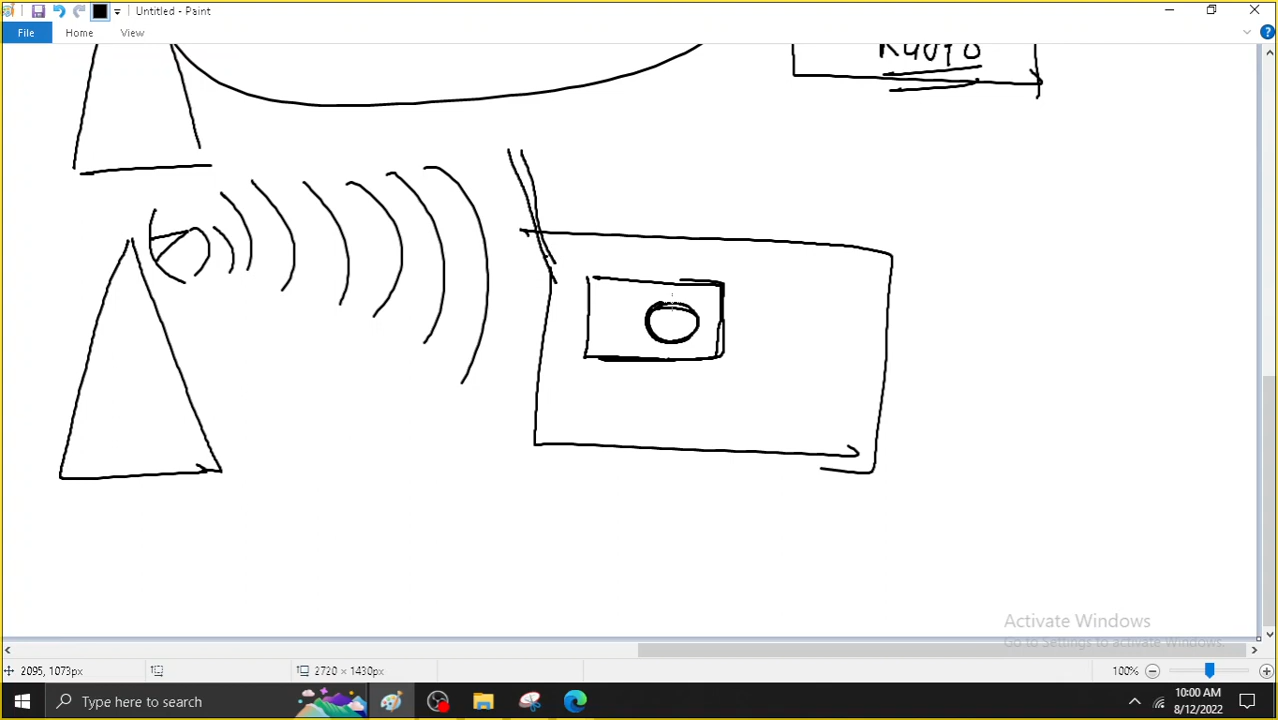 Untitled - Paint
File Home View
Radio
Activate Windows
Go to Settings to activate Windows.
2095, 1073px
2720 × 1430px
100%
Type here to search
10:00 AM
8/12/2022